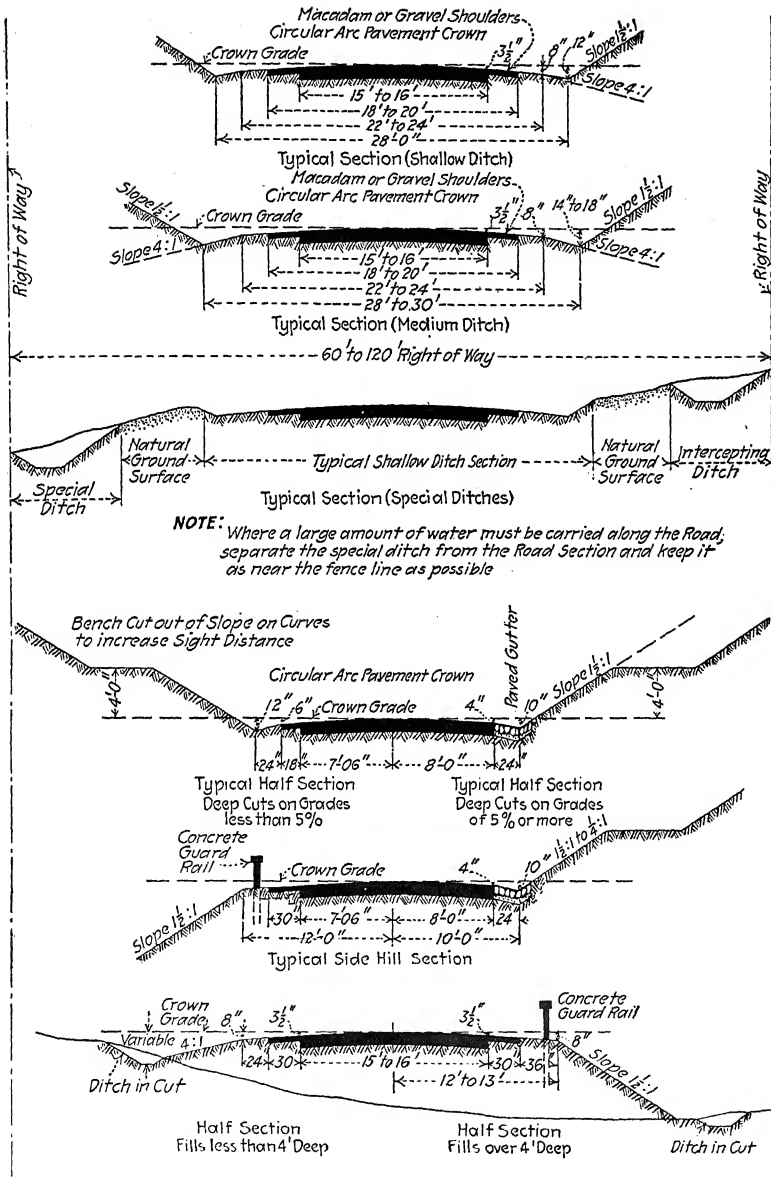 Macadam or Gravel Shoulders
Circular Arc Pavement Crown
Crown Grade
3½"
8"
12"
Slope 1½:1
Slope 4:1
15' to 16'
18' to 20'
22' to 24'
28'-0"
Typical Section (Shallow Ditch)
Right of Way
Right of Way
Macadam or Gravel Shoulders
Circular Arc Pavement Crown
Slope 1½:1
Crown Grade
3½"
8"
14" to 18"
Slope 1½:1
Slope 4:1
Slope 4:1
15' to 16'
18' to 20'
22' to 24'
28' to 30'
Typical Section (Medium Ditch)
60' to 120' Right of Way
Special
Ditch
Natural
Ground
Surface
Typical Shallow Ditch Section
Natural
Ground
Surface
Intercepting
Ditch
Typical Section (Special Ditches)
NOTE: Where a large amount of water must be carried along the Road,
separate the special ditch from the Road Section and keep it
as near the fence line as possible
Bench Cut out of Slope on Curves
to increase Sight Distance
Circular Arc Pavement Crown
Paved Gutter
4'-0"
12"
6"
Crown Grade
4"
10"
Slope 1½:1
4'-0"
24"
18"
7'-06"
8'-0"
24"
Typical Half Section
Deep Cuts on Grades
less than 5%
Typical Half Section
Deep Cuts on Grades
of 5% or more
Concrete
Guard
Rail
Crown Grade
4"
10"
1½:1 to ¼:1
Slope 1½:1
30"
7'-06"
8'-0"
24"
12'-0"
10'-0"
Typical Side Hill Section
Crown
Grade
Variable
4:1
8"
3½"
3½"
Concrete
Guard Rail
8"
Slope 1½:1
Ditch in Cut
24"
30"
15' to 16'
30"
36"
12' to 13'
Half Section
Fills less than 4' Deep
Half Section
Fills over 4' Deep
Ditch in Cut